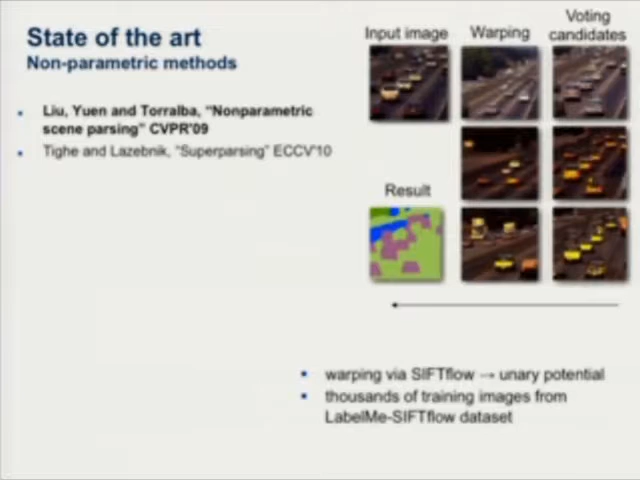 State of the art
Non-parametric methods
Liu, Yuen and Torralba, "Nonparametric
scene parsing" CVPR'09
Tighe and Lazebnik, "Superparsing" ECCV'10
Input image
Warping
Voting
candidates
Result
warping via SIFTflow → unary potential
thousands of training images from
LabelMe-SIFTflow dataset